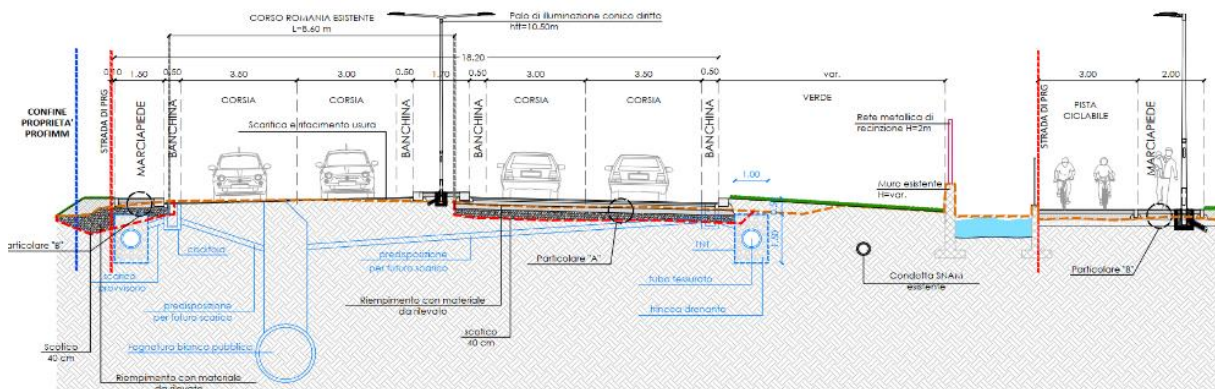 CORSO ROMANIA ESISTENTE
L=8.60 m
Palo di illuminazione conico diritto
hft=10.50m
18.20
0.10
1.50
0.50
3.50
3.00
0.50
1.70
0.50
3.00
3.50
0.50
var.
3.00
2.00
CONFINE
PROPRIETA'
PROFIMM
STRADA DI PRG
MARCIAPIEDE
BANCHINA
CORSIA
CORSIA
BANCHINA
BANCHINA
CORSIA
CORSIA
BANCHINA
VERDE
STRADA DI PRG
PISTA
CICLABILE
MARCIAPIEDE
Scarifica e rifacimento usura
Rete metallica di
recinzione H=2m
1.00
Muro esistente
H=var.
1.50
articolare "B"
caditoia
scarico
provvisorio
predisposizione
per futuro scarico
predisposizione
per futuro scarico
TNT
Particolare "A"
tubo fessurato
trincea drenante
Condotta SNAM
esistente
Particolare "B"
Riempimento con materiale
da rilevato
scotico
40 cm
Scotico
40 cm
Fognatura bianca pubblica
Riempimento con materiale
da rilevato